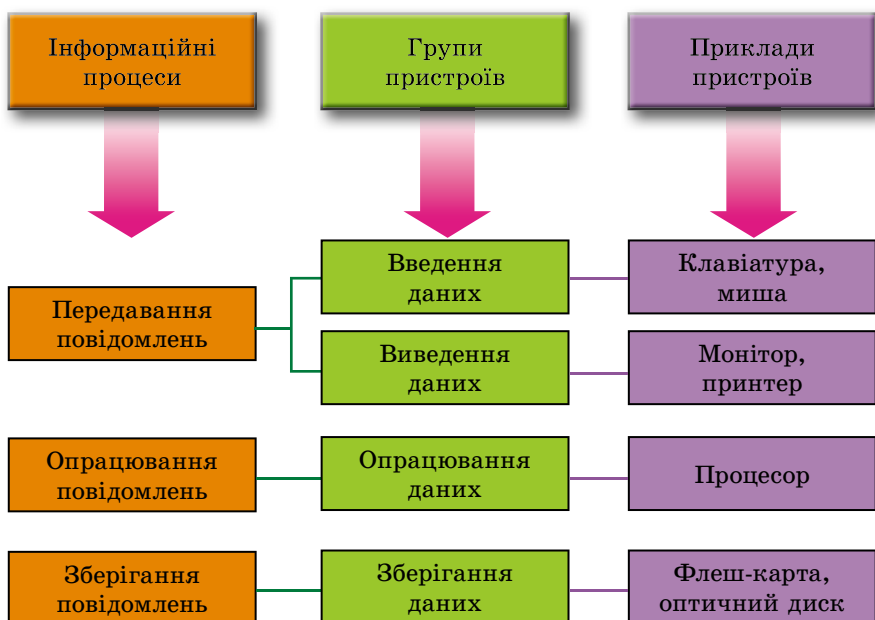 Інформаційні
процеси
Групи
пристроїв
Приклади
пристроїв
Передавання
повідомлень
Введення
даних
Клавіатура,
миша
Виведення
даних
Монітор,
принтер
Опрацювання
повідомлень
Опрацювання
даних
Процесор
Зберігання
повідомлень
Зберігання
даних
Флеш-карта,
оптичний диск